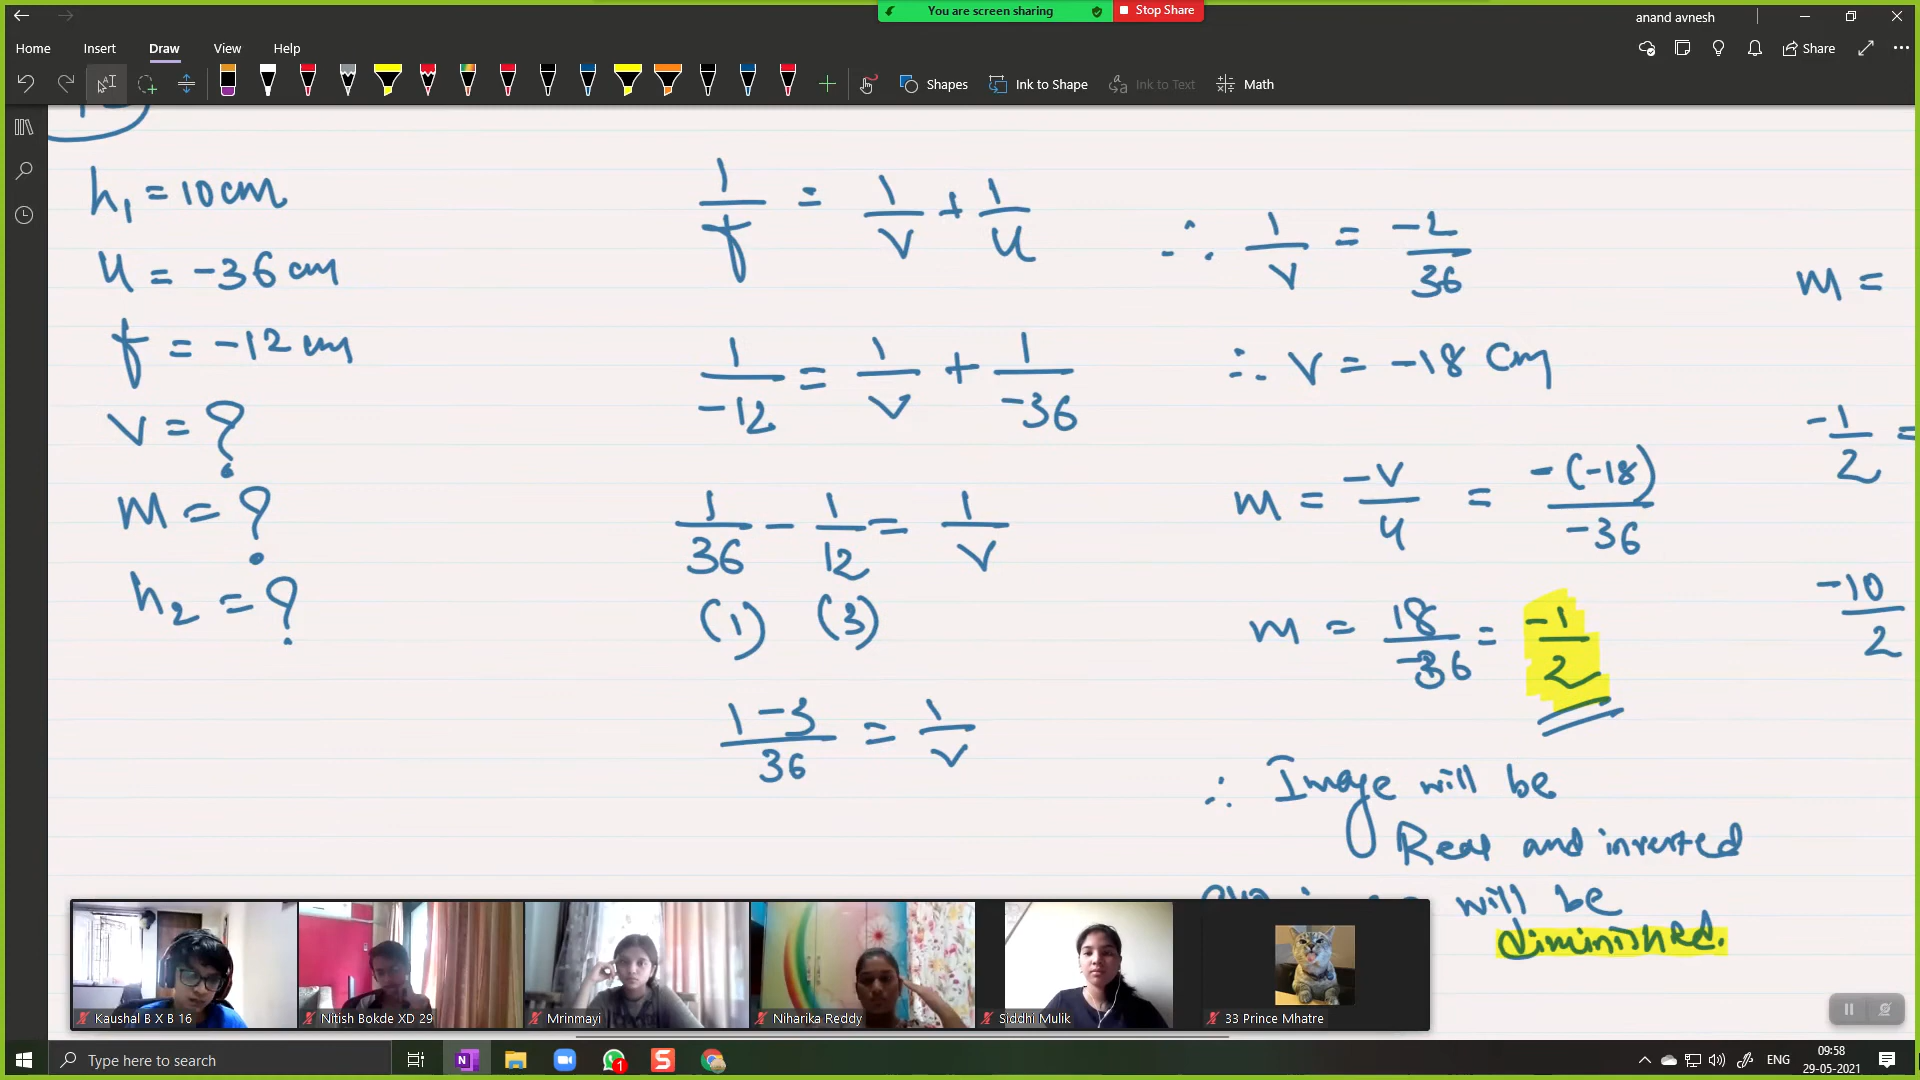 You are screen sharing
Stop Share
anand avnesh
Home Insert Draw View Help
Share
Shapes
Ink to Shape
Ink to Text
Math
h₁ = 10 cm
u = -36 cm
f = -12 cm
v = ?
m = ?
h₂ = ?
1/f = 1/v + 1/u
1/-12 = 1/v + 1/-36
1/36 - 1/12 = 1/v
(1) (3)
1-3/36 = 1/v
∴ 1/v = -2/36
∴ v = -18 cm
m = -v/u = -(-18)/-36
m = 18/-36 = -1/2
∴ Image will be
Real and inverted
will be
diminished.
m =
-1/2 =
-10/2
Kaushal B X B 16
Nitish Bokde XD 29
Mrinmayi
Niharika Reddy
Siddhi Mulik
33 Prince Mhatre
Type here to search
1
ENG
09:58
29-05-2021